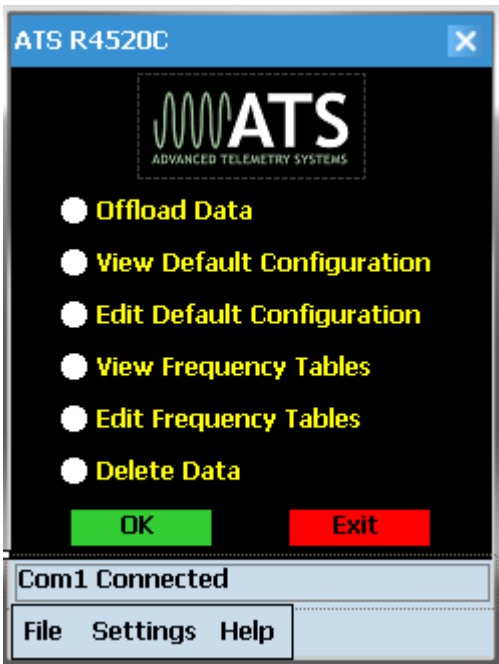 ATS R4520C
ATS
ADVANCED TELEMETRY SYSTEMS
Offload Data
View Default Configuration
Edit Default Configuration
View Frequency Tables
Edit Frequency Tables
Delete Data
OK Exit
Com1 Connected
File Settings Help